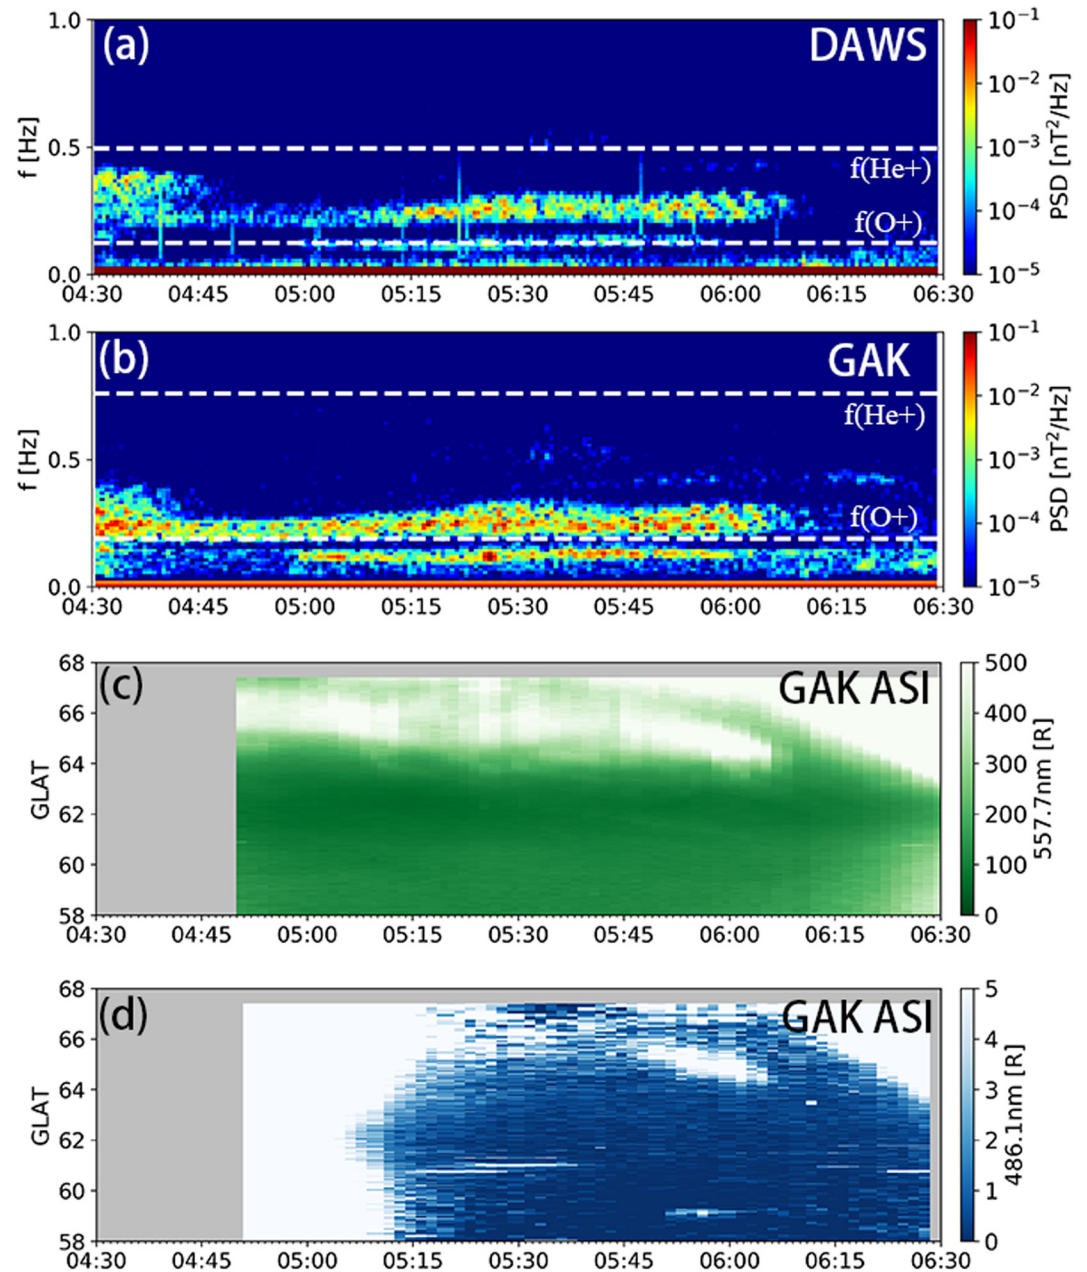 (a) DAWS
f(He+)
f(O+)
1.0
0.5
0.0
f [Hz]
04:30 04:45 05:00 05:15 05:30 05:45 06:00 06:15 06:30
10⁻¹
10⁻²
10⁻³
10⁻⁴
10⁻⁵
PSD [nT²/Hz]
(b) GAK
f(He+)
f(O+)
1.0
0.5
0.0
f [Hz]
04:30 04:45 05:00 05:15 05:30 05:45 06:00 06:15 06:30
10⁻¹
10⁻²
10⁻³
10⁻⁴
10⁻⁵
PSD [nT²/Hz]
(c) GAK ASI
68
66
64
62
60
58
GLAT
04:30 04:45 05:00 05:15 05:30 05:45 06:00 06:15 06:30
500
400
300
200
100
0
557.7nm [R]
(d) GAK ASI
68
66
64
62
60
58
GLAT
04:30 04:45 05:00 05:15 05:30 05:45 06:00 06:15 06:30
5
4
3
2
1
0
486.1nm [R]